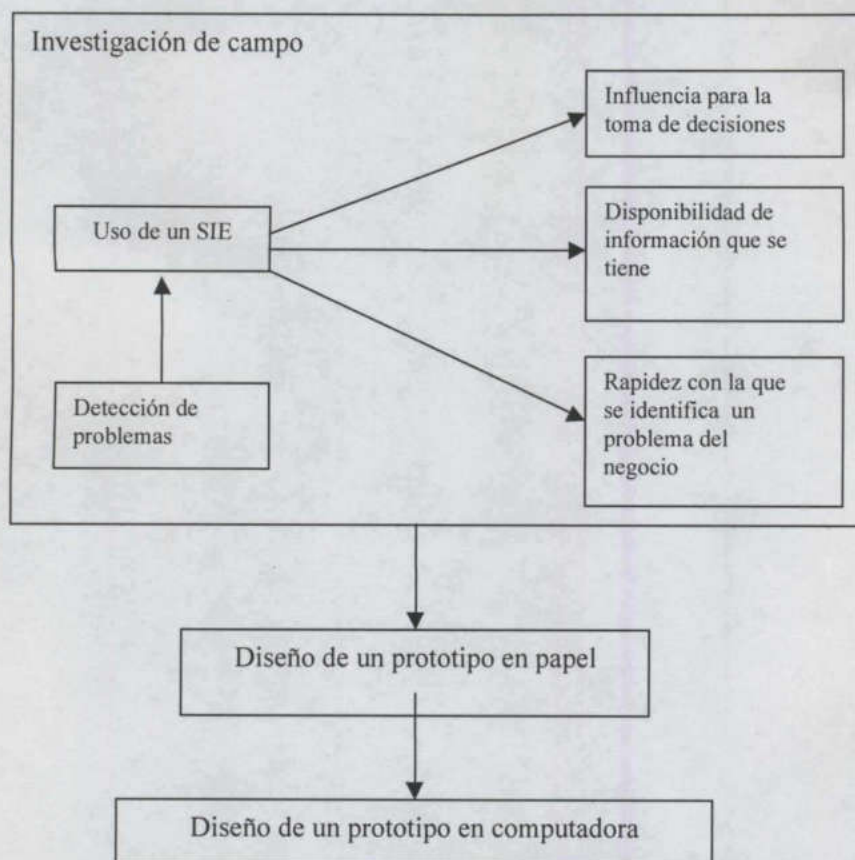 Investigación de campo
Influencia para la
toma de decisiones
Uso de un SIE
Disponibilidad de
información que se
tiene
Detección de
problemas
Rapidez con la que
se identifica un
problema del
negocio
Diseño de un prototipo en papel
Diseño de un prototipo en computadora